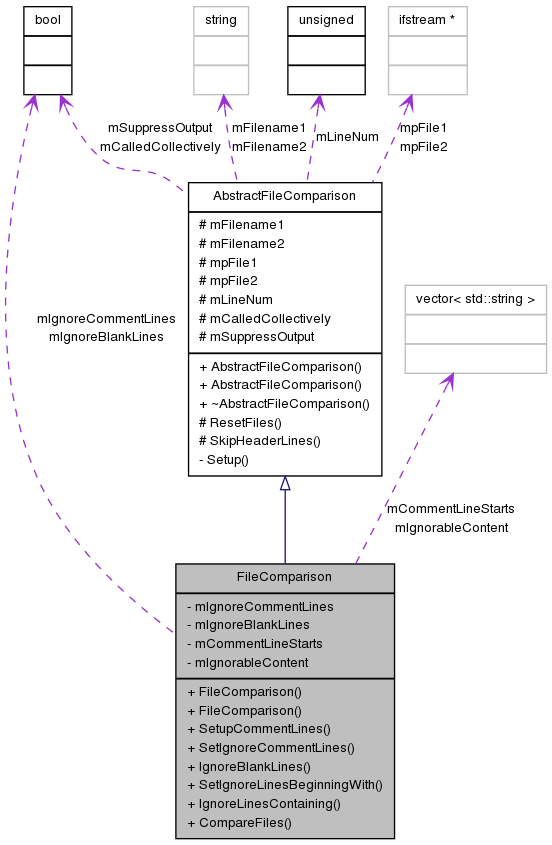 bool
string
unsigned
ifstream *
mSuppressOutput
mCalledCollectively
mFilename1
mFilename2
mLineNum
mpFile1
mpFile2
AbstractFileComparison
# mFilename1
# mFilename2
# mpFile1
# mpFile2
# mLineNum
# mCalledCollectively
# mSuppressOutput
+ AbstractFileComparison()
+ AbstractFileComparison()
+ ~AbstractFileComparison()
# ResetFiles()
# SkipHeaderLines()
- Setup()
vector< std::string >
mIgnoreCommentLines
mIgnoreBlankLines
mCommentLineStarts
mIgnorableContent
FileComparison
- mIgnoreCommentLines
- mIgnoreBlankLines
- mCommentLineStarts
- mIgnorableContent
+ FileComparison()
+ FileComparison()
+ SetupCommentLines()
+ SetIgnoreCommentLines()
+ IgnoreBlankLines()
+ SetIgnoreLinesBeginningWith()
+ IgnoreLinesContaining()
+ CompareFiles()